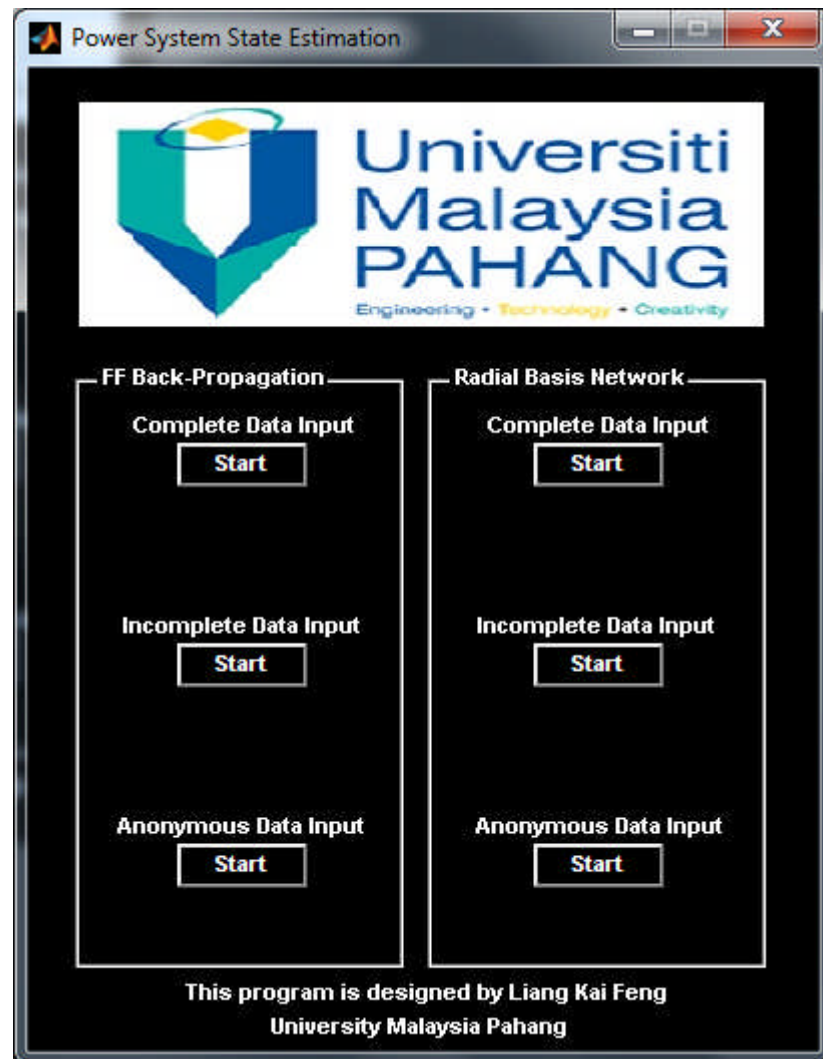 Power System State Estimation
Universiti
Malaysia
PAHANG
Engineering • Technology • Creativity
FF Back-Propagation
Complete Data Input
Start
Incomplete Data Input
Start
Anonymous Data Input
Start
Radial Basis Network
Complete Data Input
Start
Incomplete Data Input
Start
Anonymous Data Input
Start
This program is designed by Liang Kai Feng
University Malaysia Pahang